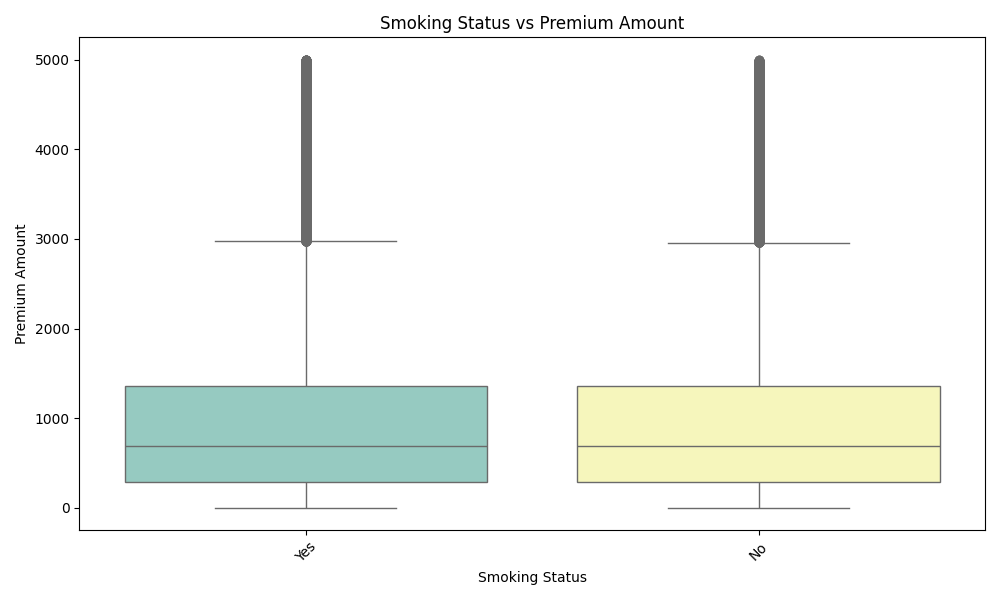 Smoking Status vs Premium Amount
Premium Amount
5000
4000
3000
2000
1000
0
Yes
No
Smoking Status